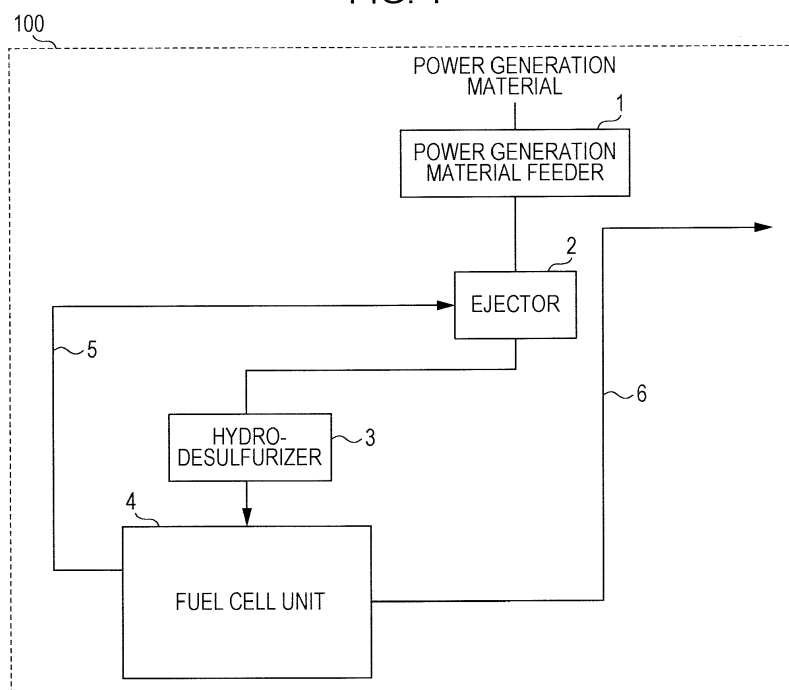 100
POWER GENERATION
MATERIAL
1
POWER GENERATION
MATERIAL FEEDER
2
EJECTOR
5
6
HYDRO-
DESULFURIZER
3
4
FUEL CELL UNIT